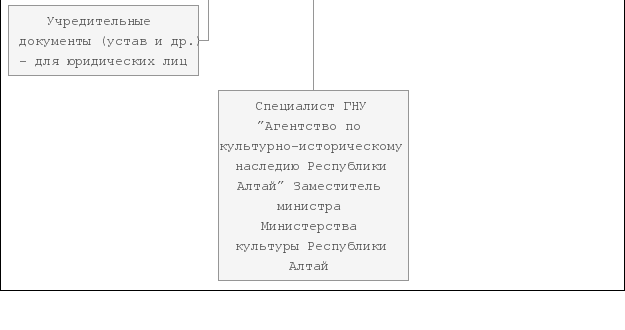 Учредительные
документы (устав и др.)
- для юридических лиц
Специалист ГНУ
"Агентство по
культурно-историческому
наследию Республики
Алтай" Заместитель
министра
Министерства
культуры Республики
Алтай